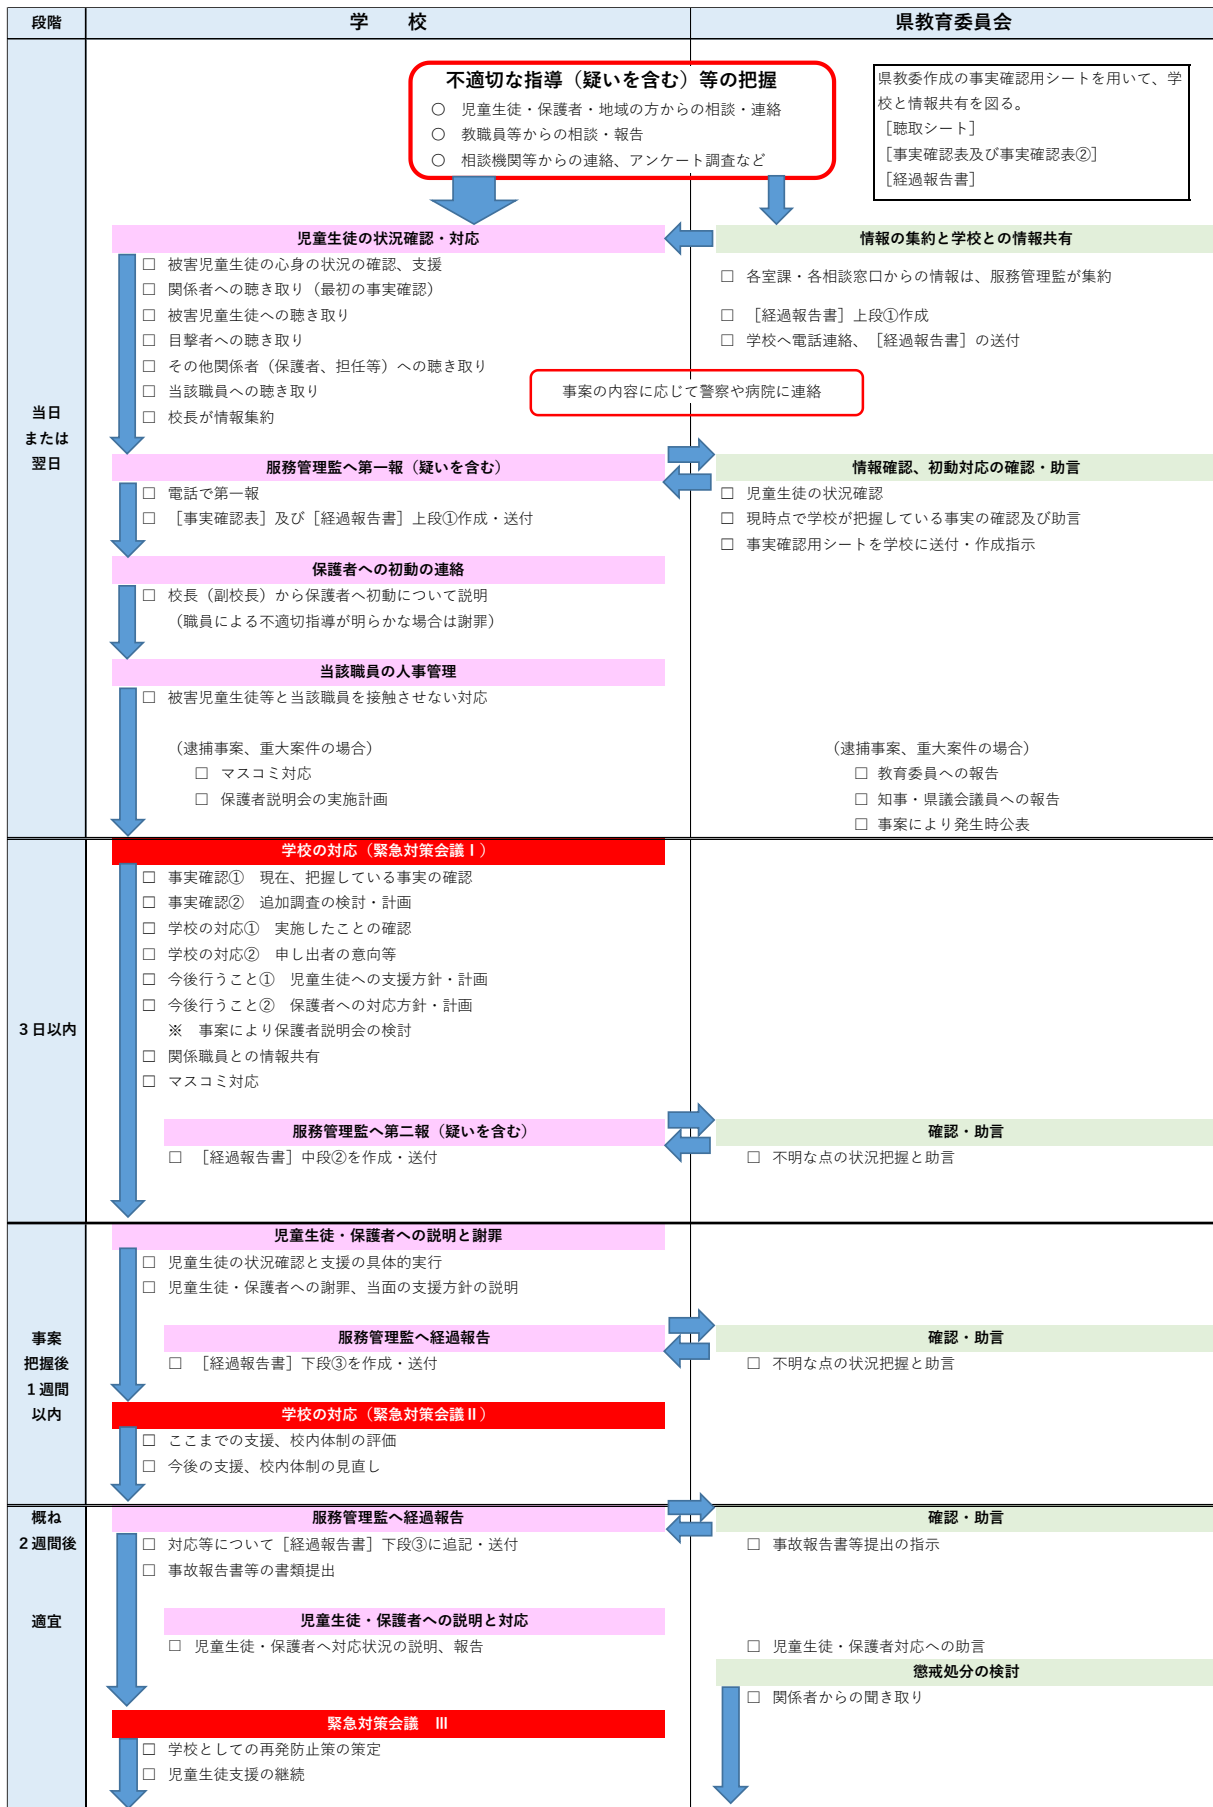 段階
学　　校
県教育委員会
不適切な指導（疑いを含む）等の把握
○　児童生徒・保護者・地域の方からの相談・連絡
○　教職員等からの相談・報告
○　相談機関等からの連絡、アンケート調査など
県教委作成の事実確認用シートを用いて、学
校と情報共有を図る。
［聴取シート］
［事実確認表及び事実確認表②］
［経過報告書］
当日
または
翌日
児童生徒の状況確認・対応
□　被害児童生徒の心身の状況の確認、支援
□　関係者への聴き取り（最初の事実確認）
□　被害児童生徒への聴き取り
□　目撃者への聴き取り
□　その他関係者（保護者、担任等）への聴き取り
□　当該職員への聴き取り
□　校長が情報集約
情報の集約と学校との情報共有
□　各室課・各相談窓口からの情報は、服務管理監が集約
□　［経過報告書］上段①作成
□　学校へ電話連絡、［経過報告書］の送付
事案の内容に応じて警察や病院に連絡
服務管理監へ第一報（疑いを含む）
□　電話で第一報
□　［事実確認表］及び［経過報告書］上段①作成・送付
情報確認、初動対応の確認・助言
□　児童生徒の状況確認
□　現時点で学校が把握している事実の確認及び助言
□　事実確認用シートを学校に送付・作成指示
保護者への初動の連絡
□　校長（副校長）から保護者へ初動について説明
（職員による不適切指導が明らかな場合は謝罪）
当該職員の人事管理
□　被害児童生徒等と当該職員を接触させない対応
（逮捕事案、重大案件の場合）
□　マスコミ対応
□　保護者説明会の実施計画
（逮捕事案、重大案件の場合）
□　教育委員への報告
□　知事・県議会議員への報告
□　事案により発生時公表
３日以内
学校の対応（緊急対策会議Ⅰ）
□　事実確認①　現在、把握している事実の確認
□　事実確認②　追加調査の検討・計画
□　学校の対応①　実施したことの確認
□　学校の対応②　申し出者の意向等
□　今後行うこと①　児童生徒への支援方針・計画
□　今後行うこと②　保護者への対応方針・計画
※　事案により保護者説明会の検討
□　関係職員との情報共有
□　マスコミ対応
服務管理監へ第二報（疑いを含む）
□　［経過報告書］中段②を作成・送付
確認・助言
□　不明な点の状況把握と助言
事案
把握後
１週間
以内
児童生徒・保護者への説明と謝罪
□　児童生徒の状況確認と支援の具体的実行
□　児童生徒・保護者への謝罪、当面の支援方針の説明
服務管理監へ経過報告
□　［経過報告書］下段③を作成・送付
確認・助言
□　不明な点の状況把握と助言
学校の対応（緊急対策会議Ⅱ）
□　ここまでの支援、校内体制の評価
□　今後の支援、校内体制の見直し
概ね
２週間後
適宜
服務管理監へ経過報告
□　対応等について［経過報告書］下段③に追記・送付
□　事故報告書等の書類提出
確認・助言
□　事故報告書等提出の指示
児童生徒・保護者への説明と対応
□　児童生徒・保護者へ対応状況の説明、報告
□　児童生徒・保護者対応への助言
懲戒処分の検討
□　関係者からの聞き取り
緊急対策会議　Ⅲ
□　学校としての再発防止策の策定
□　児童生徒支援の継続